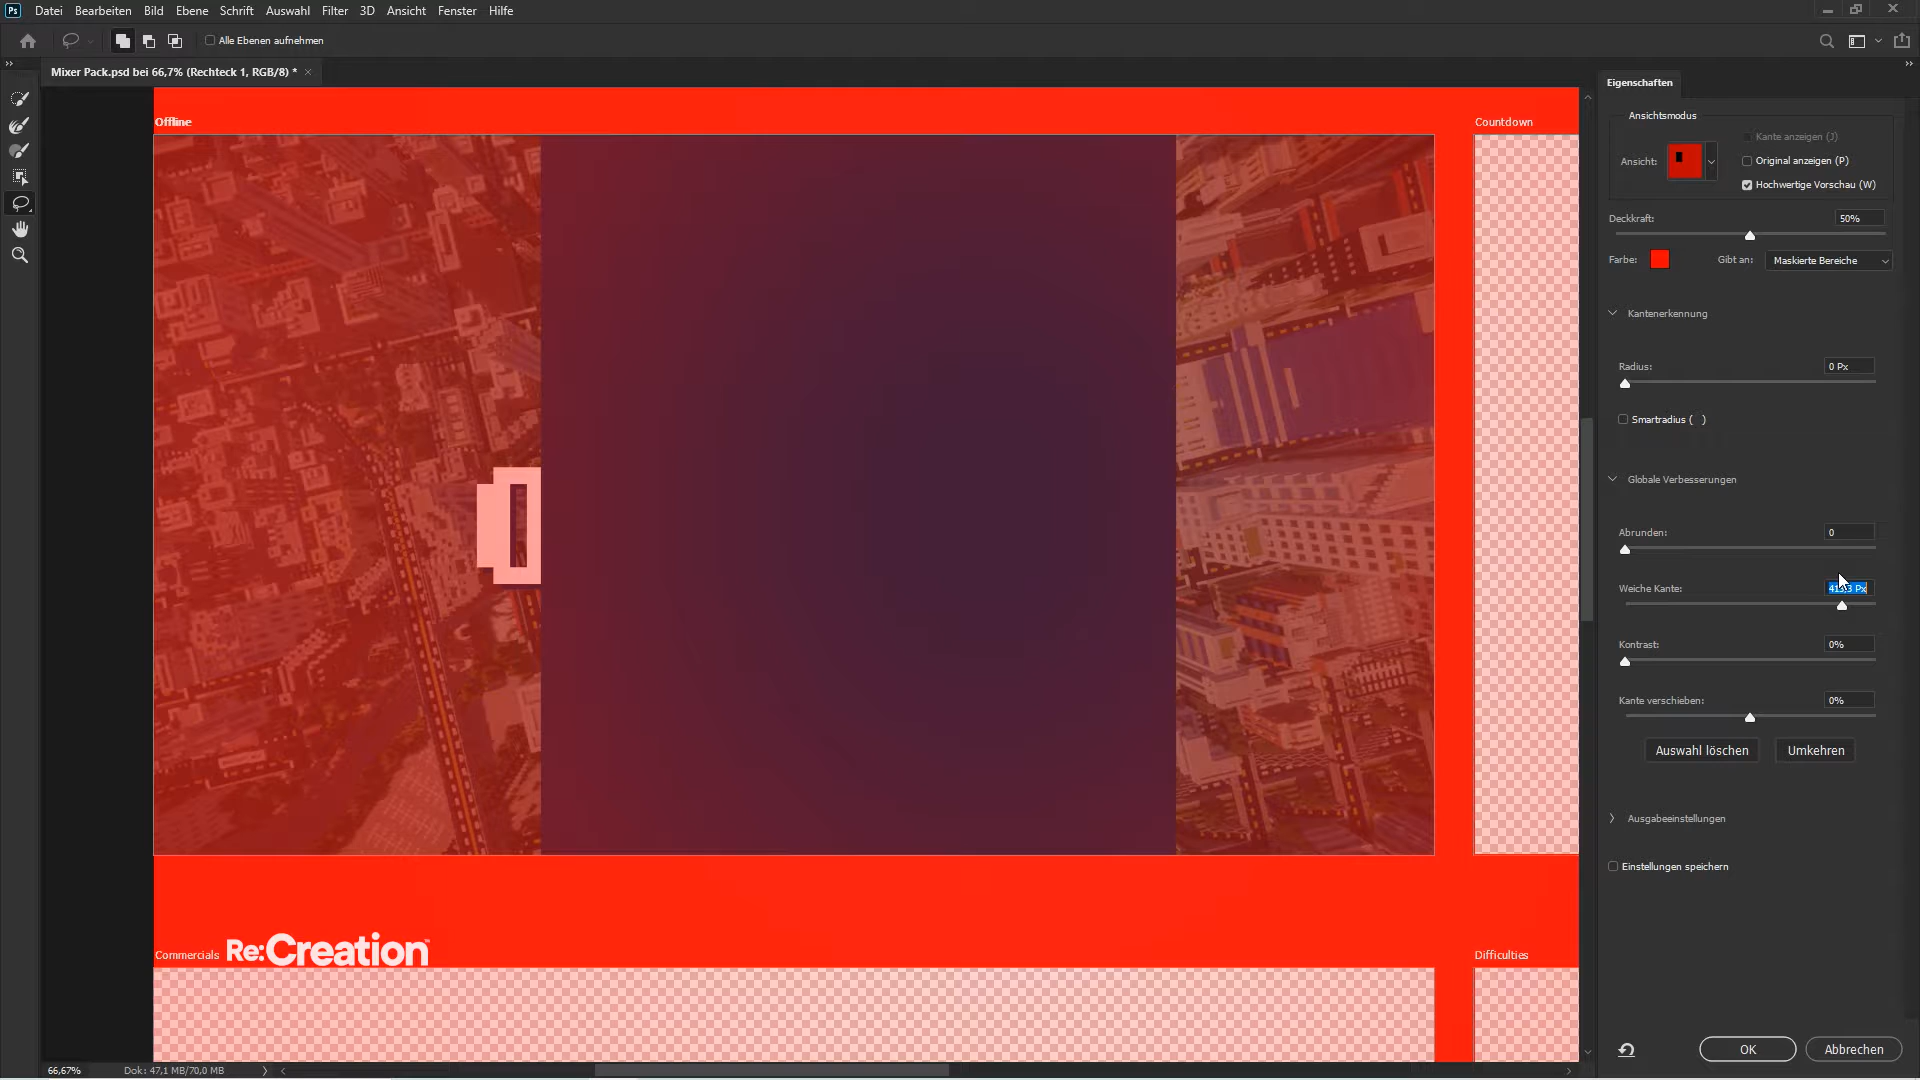 Ps Datei Bearbeiten Bild Ebene Schrift Auswahl Filter 3D Ansicht Fenster Hilfe
Alle Ebenen aufnehmen
Mixer Pack.psd bei 66,7% (Rechteck 1, RGB/8) *
Eigenschaften
Ansichtsmodus
Offline
Countdown
Kante anzeigen (J)
Ansicht:
Original anzeigen (P)
Hochwertige Vorschau (W)
Deckkraft: 50%
Farbe: Gibt an: Maskierte Bereiche
Kantenerkennung
Radius: 0 Px
Smartradius ( )
Globale Verbesserungen
Abrunden: 0
Weiche Kante: Px
Kontrast: 0%
Kante verschieben: 0%
Auswahl löschen Umkehren
Ausgabeeinstellungen
Einstellungen speichern
Commercials Re:Creation
Difficulties
OK Abbrechen
66,67% Dok: 47,1 MB/70,0 MB